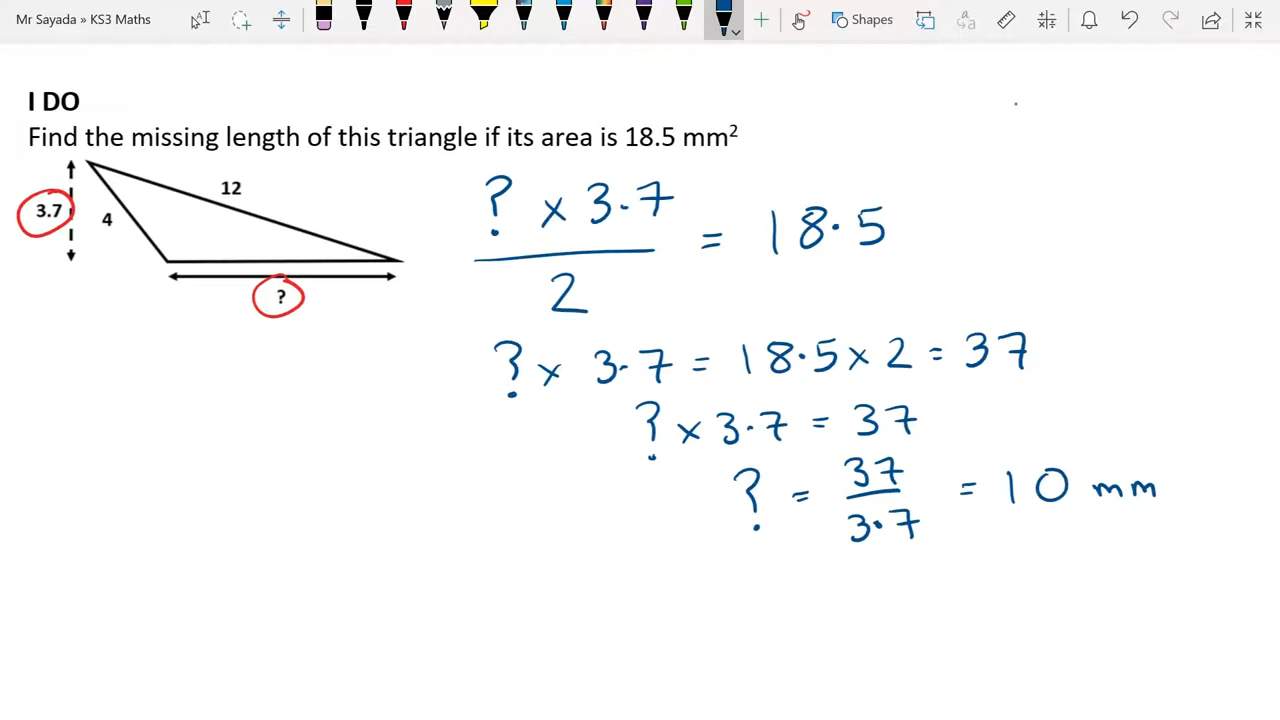 Mr Sayada » KS3 Maths
Shapes
I DO
Find the missing length of this triangle if its area is 18.5 mm²
3.7
4
12
?
? × 3.7
2
= 18.5
? × 3.7 = 18.5 × 2 = 37
? × 3.7 = 37
? = 37/3.7 = 10 mm